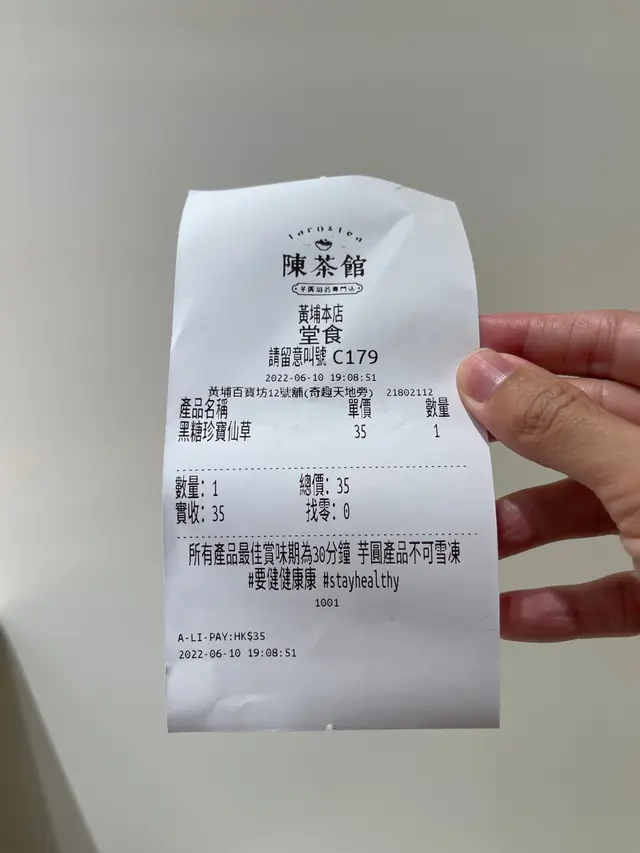 taro & tea
陳茶館
芋圓甜品專門店
黃埔本店
堂食
請留意叫號 C179
2022-06-10 19:08:51
黃埔百寶坊12號舖(奇趣天地旁) 21802112
產品名稱 單價 數量
黑糖珍寶仙草 35 1
數量: 1 總價: 35
實收: 35 找零: 0
所有產品最佳賞味期為30分鐘 芋圓產品不可雪凍
#要健健康康 #stayhealthy
1001
A-LI-PAY:HK$35
2022-06-10 19:08:51